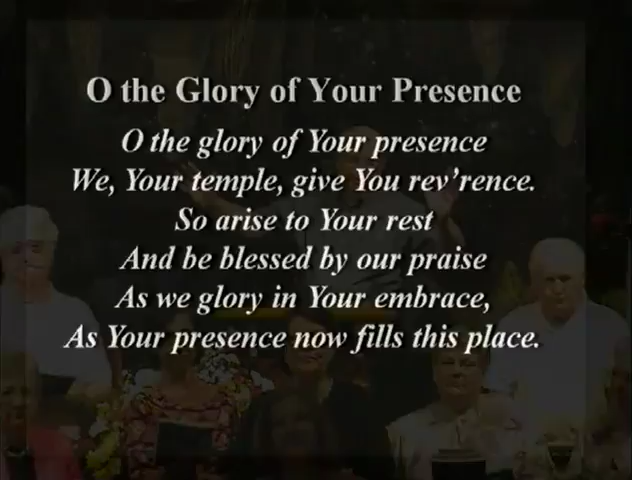 O the Glory of Your Presence
O the glory of Your presence
We, Your temple, give You rev'rence.
So arise to Your rest
And be blessed by our praise
As we glory in Your embrace,
As Your presence now fills this place.